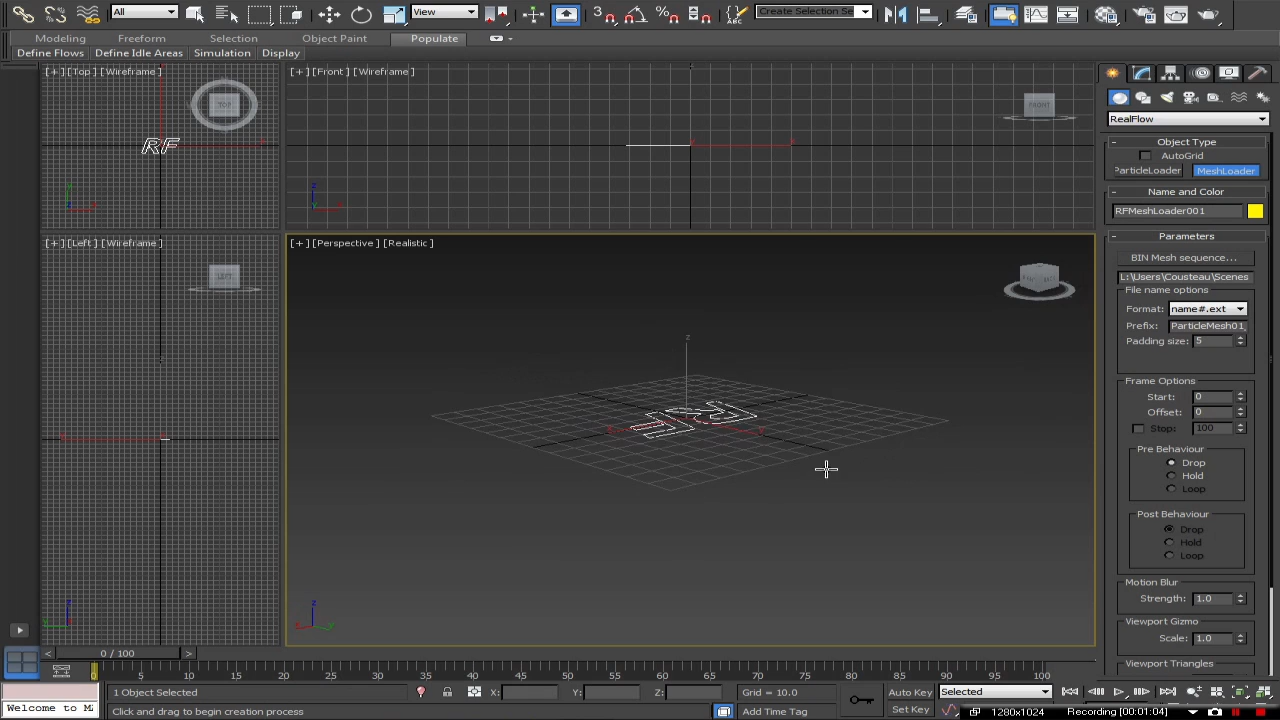 All
View
Create Selection Se
Modeling Freeform Selection Object Paint Populate
Define Flows Define Idle Areas Simulation Display
[+][Top][Wireframe]
TOP
RF
[+][Front][Wireframe]
FRONT
[+][Left][Wireframe]
LEFT
[+][Perspective][Realistic]
RealFlow
Object Type
AutoGrid
ParticleLoader MeshLoader
Name and Color
RFMeshLoader001
Parameters
BIN Mesh sequence...
L:\Users\Cousteau\Scenes
File name options
Format: name#.ext
Prefix: ParticleMesh01
Padding size: 5
Frame Options
Start: 0
Offset: 0
Stop: 100
Pre Behaviour
Drop
Hold
Loop
Post Behaviour
Drop
Hold
Loop
Motion Blur
Strength: 1.0
Viewport Gizmo
Scale: 1.0
Viewport Triangles
< 0 / 100 >
0 5 10 15 20 25 30 35 40 45 50 55 60 65 70 75 80 85 90 95 100
1 Object Selected X: Y: Z: Grid = 10.0 Auto Key Selected
Welcome to M Click and drag to begin creation process Add Time Tag Set Key
1280x1024 Recording [00:01:04]